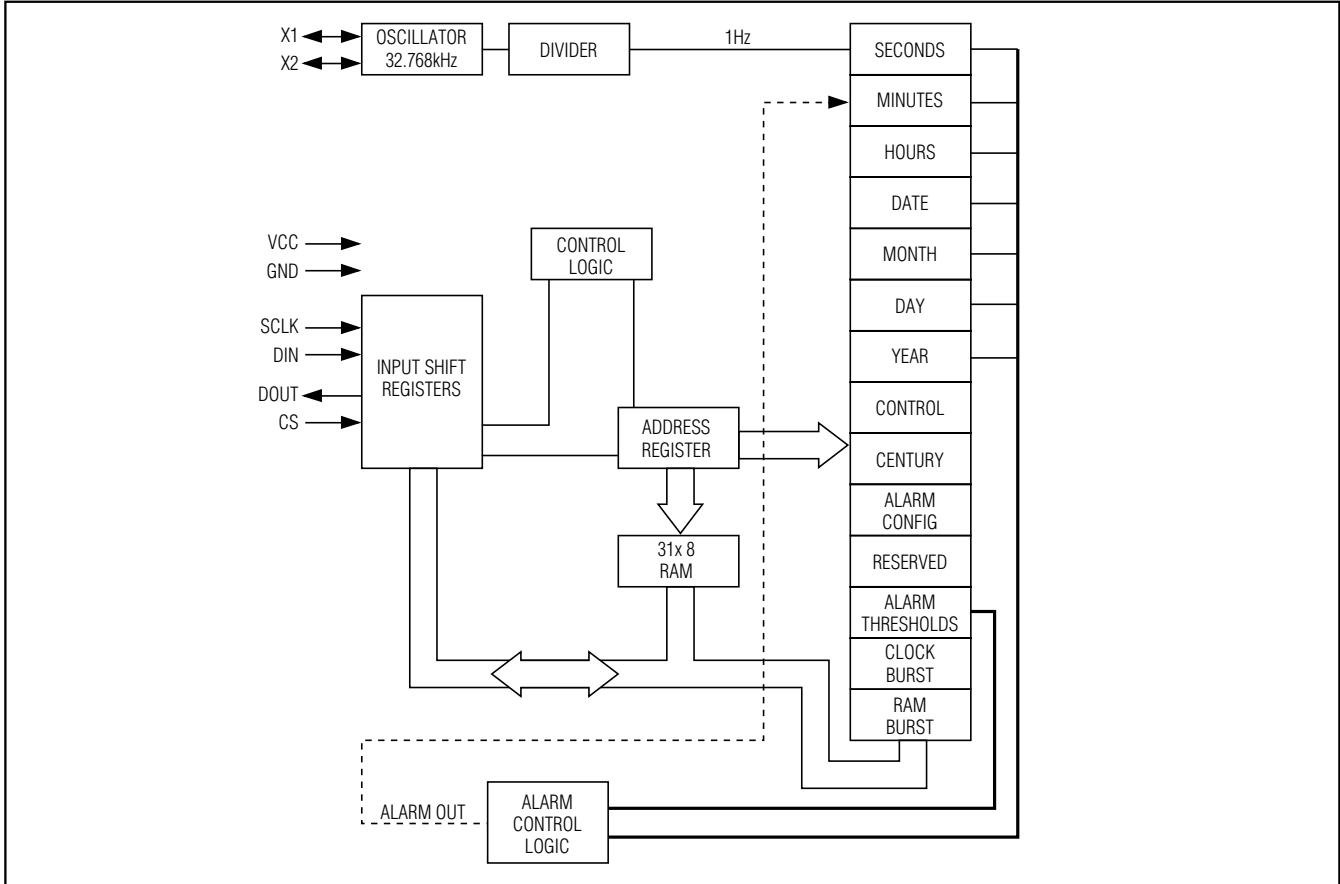 X1
X2
OSCILLATOR
32.768kHz
DIVIDER
1Hz
SECONDS
MINUTES
HOURS
DATE
MONTH
DAY
YEAR
CONTROL
CENTURY
ALARM
CONFIG
RESERVED
ALARM
THRESHOLDS
CLOCK
BURST
RAM
BURST
VCC
GND
SCLK
DIN
DOUT
CS
INPUT SHIFT
REGISTERS
CONTROL
LOGIC
ADDRESS
REGISTER
31x 8
RAM
ALARM OUT
ALARM
CONTROL
LOGIC